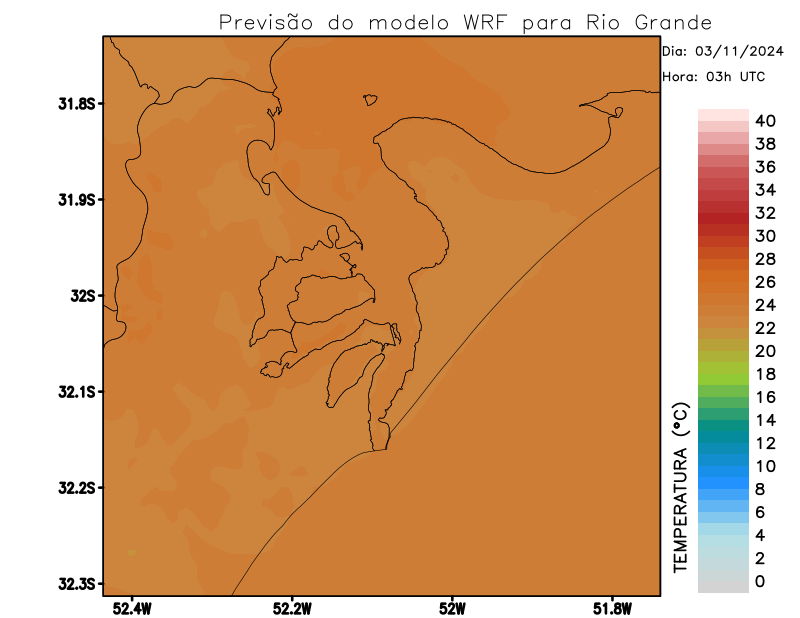 Previsão do modelo WRF para Rio Grande
Dia: 03/11/2024
Hora: 03h UTC
31.8S
31.9S
32S
32.1S
32.2S
32.3S
52.4W
52.2W
52W
51.8W
TEMPERATURA (°C)
40
38
36
34
32
30
28
26
24
22
20
18
16
14
12
10
8
6
4
2
0